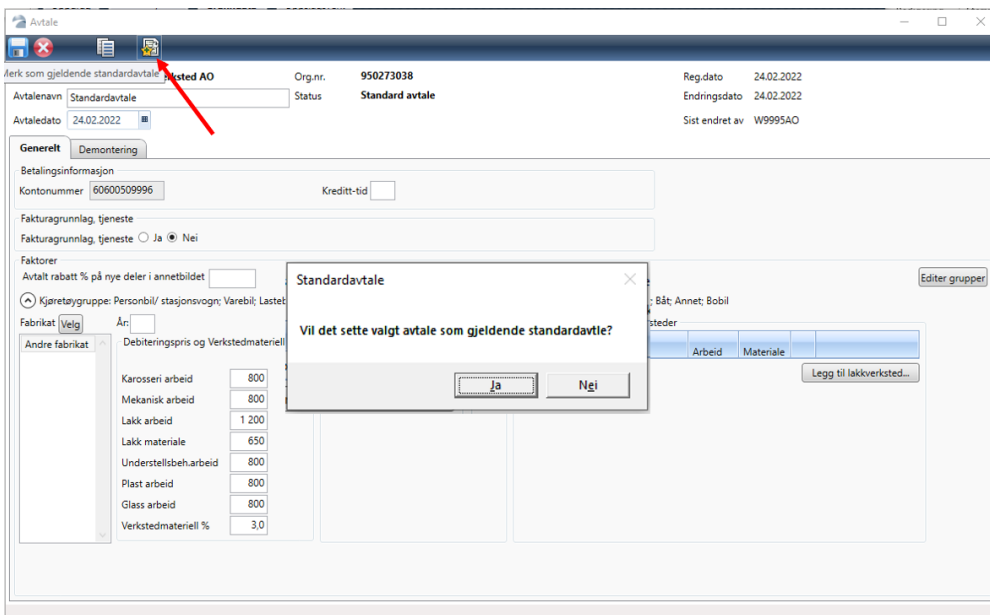 Avtale
Merk som gjeldende standardavtale
rksted AO
Org.nr.
950273038
Reg.dato
24.02.2022
Avtalenavn
Standardavtale
Status
Standard avtale
Endringsdato
24.02.2022
Avtaledato
24.02.2022
Sist endret av
W9995AO
Generelt
Demontering
Betalingsinformasjon
Kontonummer
60600509996
Kreditt-tid
Fakturagrunnlag, tjeneste
Fakturagrunnlag, tjeneste
Ja
Nei
Faktorer
Avtalt rabatt % på nye deler i annetbildet
Editer grupper
Kjøretøygruppe: Personbil/ stasjonsvogn; Varebil; Lasteb
; Båt; Annet; Bobil
Fabrikat
Velg
År:
steder
Andre fabrikat
Debiteringspris og Verkstedmateriell
Arbeid
Materiale
Legg til lakkverksted...
Karosseri arbeid
800
Mekanisk arbeid
800
Lakk arbeid
1 200
Lakk materiale
650
Understellsbeh.arbeid
800
Plast arbeid
800
Glass arbeid
800
Verkstedmateriell %
3,0
Standardavtale
Vil det sette valgt avtale som gjeldende standardavtle?
Ja
Nei